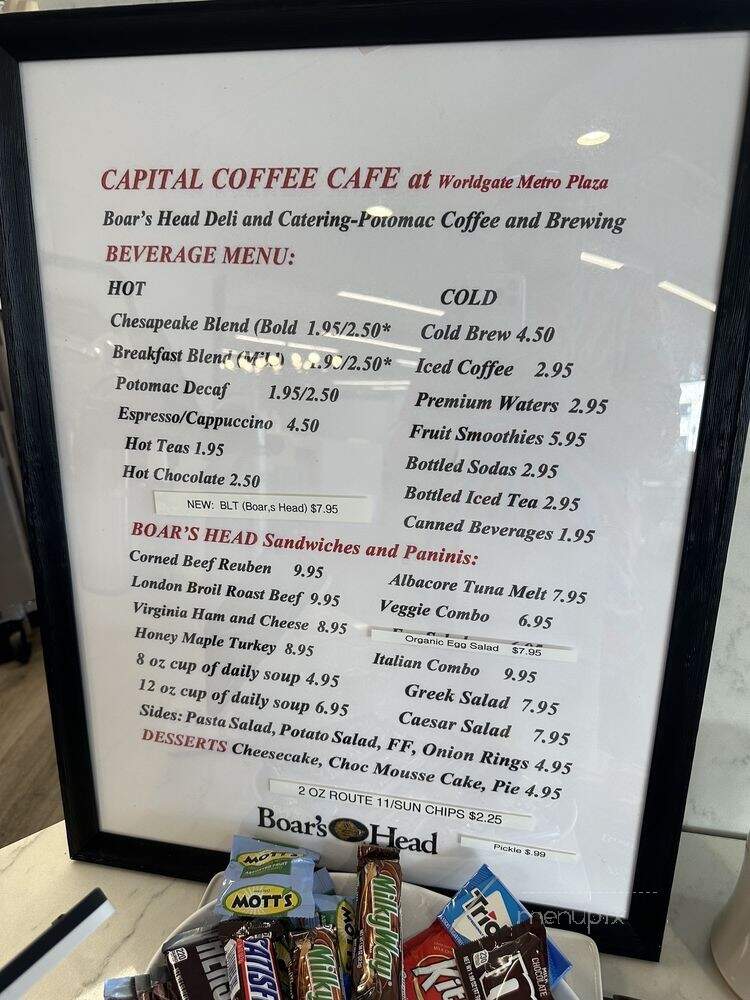 CAPITAL COFFEE CAFE at Worldgate Metro Plaza
Boar's Head Deli and Catering-Potomac Coffee and Brewing
BEVERAGE MENU:
HOT
Chesapeake Blend (Bold 1.95/2.50*
Breakfast Blend (Mild) 1.95/2.50*
Potomac Decaf 1.95/2.50
Espresso/Cappuccino 4.50
Hot Teas 1.95
Hot Chocolate 2.50
COLD
Cold Brew 4.50
Iced Coffee 2.95
Premium Waters 2.95
Fruit Smoothies 5.95
Bottled Sodas 2.95
Bottled Iced Tea 2.95
Canned Beverages 1.95
NEW: BLT (Boar,s Head) $7.95
BOAR'S HEAD Sandwiches and Paninis:
Corned Beef Reuben 9.95
London Broil Roast Beef 9.95
Virginia Ham and Cheese 8.95
Honey Maple Turkey 8.95
8 oz cup of daily soup 4.95
12 oz cup of daily soup 6.95
Albacore Tuna Melt 7.95
Veggie Combo 6.95
Organic Egg Salad $7.95
Italian Combo 9.95
Greek Salad 7.95
Caesar Salad 7.95
Sides: Pasta Salad, Potato Salad, FF, Onion Rings 4.95
DESSERTS Cheesecake, Choc Mousse Cake, Pie 4.95
2 OZ ROUTE 11/SUN CHIPS $2.25
Boar's Head
Pickle $.99
MOTT'S
MOTT'S
MilkyWay
menupix